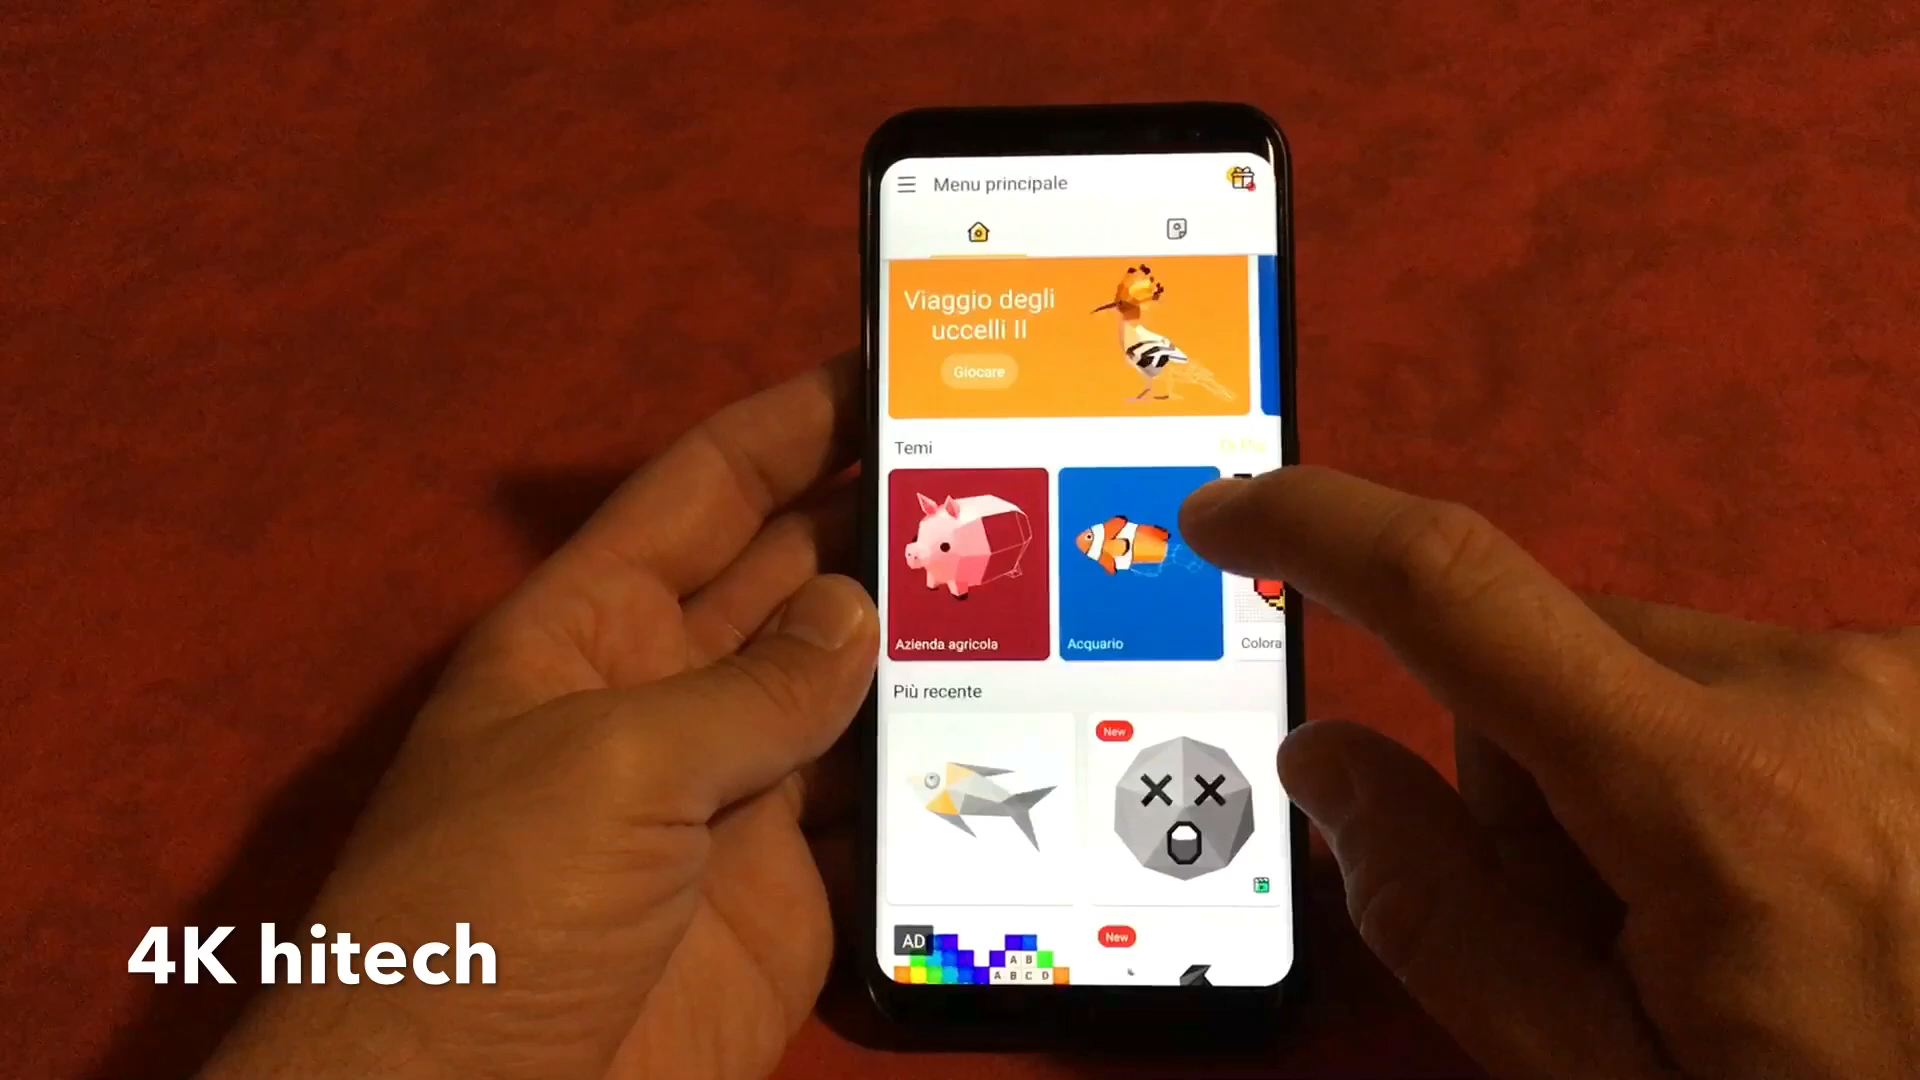 Menu principale
Viaggio degli
uccelli II
Giocare
Temi
Azienda agricola
Acquario
Colora
Più recente
New
AD
New
A B
A B C D
4K hitech